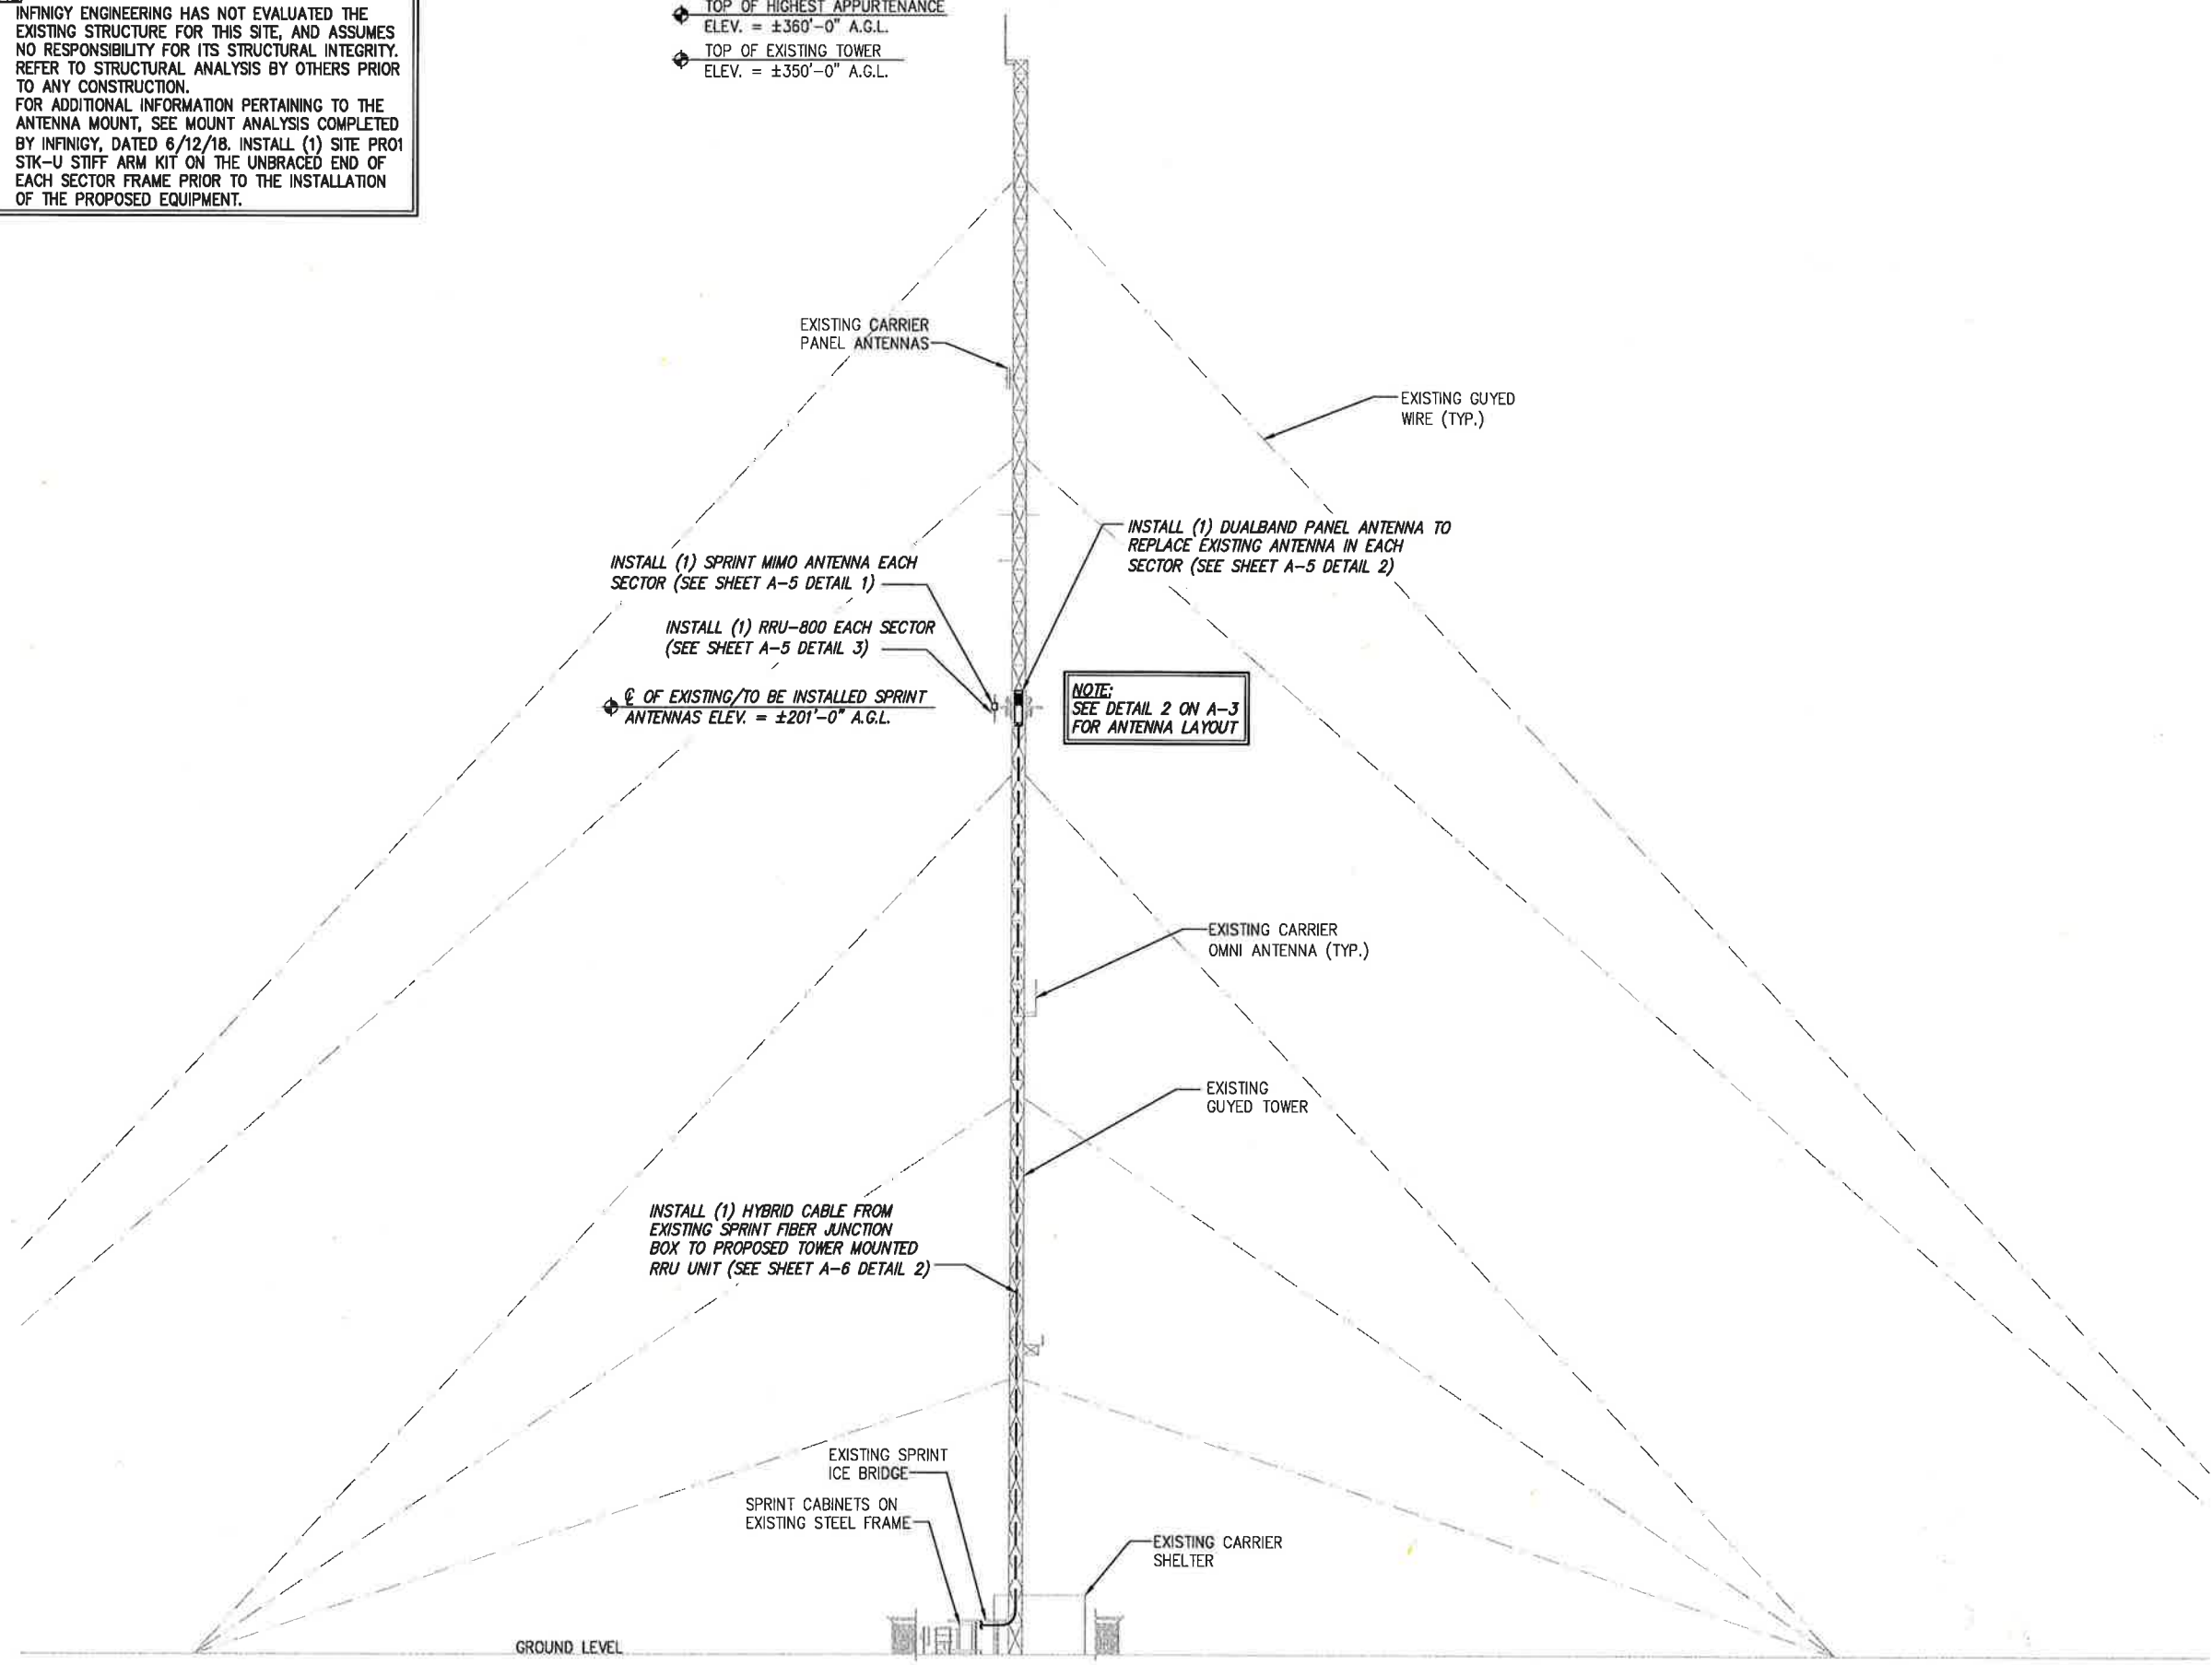 INFINIGY ENGINEERING HAS NOT EVALUATED THE
EXISTING STRUCTURE FOR THIS SITE, AND ASSUMES
NO RESPONSIBILITY FOR ITS STRUCTURAL INTEGRITY.
REFER TO STRUCTURAL ANALYSIS BY OTHERS PRIOR
TO ANY CONSTRUCTION.
FOR ADDITIONAL INFORMATION PERTAINING TO THE
ANTENNA MOUNT, SEE MOUNT ANALYSIS COMPLETED
BY INFINIGY, DATED 6/12/18. INSTALL (1) SITE PRO1
STK-U STIFF ARM KIT ON THE UNBRACED END OF
EACH SECTOR FRAME PRIOR TO THE INSTALLATION
OF THE PROPOSED EQUIPMENT.
TOP OF HIGHEST APPURTENANCE
ELEV. = ±360'-0" A.G.L.
TOP OF EXISTING TOWER
ELEV. = ±350'-0" A.G.L.
EXISTING CARRIER
PANEL ANTENNAS
EXISTING GUYED
WIRE (TYP.)
INSTALL (1) DUALBAND PANEL ANTENNA TO
REPLACE EXISTING ANTENNA IN EACH
SECTOR (SEE SHEET A-5 DETAIL 2)
INSTALL (1) SPRINT MIMO ANTENNA EACH
SECTOR (SEE SHEET A-5 DETAIL 1)
INSTALL (1) RRU-800 EACH SECTOR
(SEE SHEET A-5 DETAIL 3)
℄ OF EXISTING/TO BE INSTALLED SPRINT
ANTENNAS ELEV. = ±201'-0" A.G.L.
NOTE:
SEE DETAIL 2 ON A-3
FOR ANTENNA LAYOUT
EXISTING CARRIER
OMNI ANTENNA (TYP.)
EXISTING
GUYED TOWER
INSTALL (1) HYBRID CABLE FROM
EXISTING SPRINT FIBER JUNCTION
BOX TO PROPOSED TOWER MOUNTED
RRU UNIT (SEE SHEET A-6 DETAIL 2)
EXISTING SPRINT
ICE BRIDGE
SPRINT CABINETS ON
EXISTING STEEL FRAME
EXISTING CARRIER
SHELTER
GROUND LEVEL